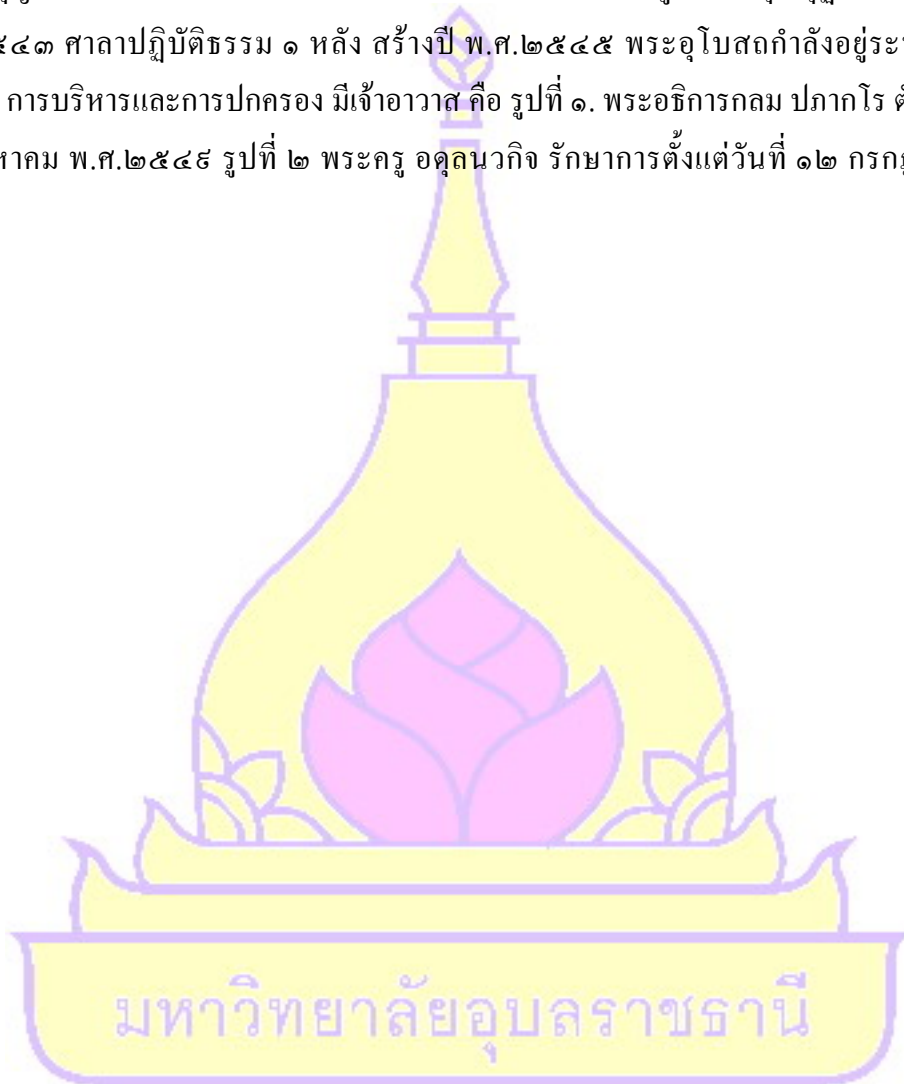 ๕๔๓ ศาลาปฏิบัติธรรม ๑ หลัง สร้างปี พ.ศ.๒๕๔๕ พระอุโบสถกำลังอยู่
การบริหารและการปกครอง มีเจ้าอาวาส คือ รูปที่ ๑. พระอธิการกลม ปภากโร
พ.ศ.๒๕๔๙ รูปที่ ๒ พระครู อดุลนวกิจ รักษาการตั้งแต่วันที่ ๑๒
มหาวิทยาลัยอุบลราชธานี